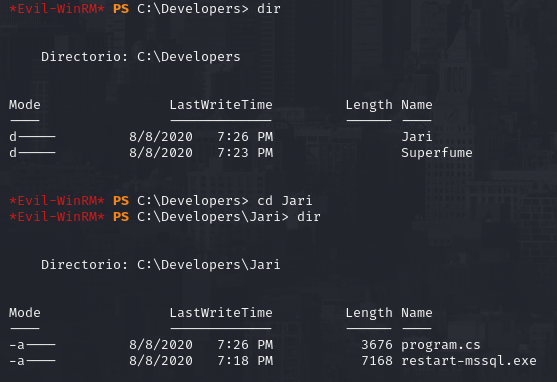 *Evil-WinRM* PS C:\Developers> dir
Directorio: C:\Developers
Mode LastWriteTime Length Name
---- ------------- ------ ----
d----- 8/8/2020 7:26 PM Jari
d----- 8/8/2020 7:23 PM Superfume
*Evil-WinRM* PS C:\Developers> cd Jari
*Evil-WinRM* PS C:\Developers\Jari> dir
Directorio: C:\Developers\Jari
Mode LastWriteTime Length Name
---- ------------- ------ ----
-a---- 8/8/2020 7:26 PM 3676 program.cs
-a---- 8/8/2020 7:18 PM 7168 restart-mssql.exe